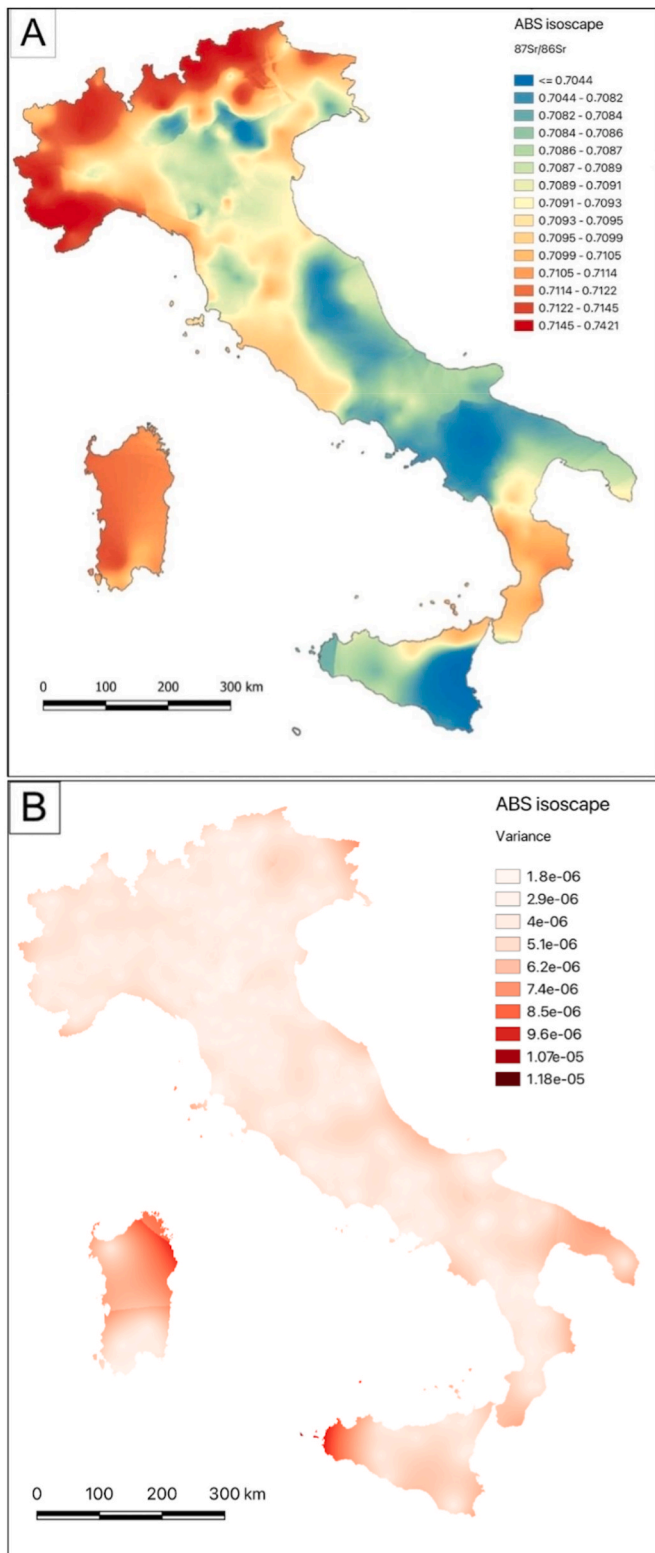 A
ABS isoscape
87Sr/86Sr
<= 0.7044
0.7044 - 0.7082
0.7082 - 0.7084
0.7084 - 0.7086
0.7086 - 0.7087
0.7087 - 0.7089
0.7089 - 0.7091
0.7091 - 0.7093
0.7093 - 0.7095
0.7095 - 0.7099
0.7099 - 0.7105
0.7105 - 0.7114
0.7114 - 0.7122
0.7122 - 0.7145
0.7145 - 0.7421
0 100 200 300 km
B
ABS isoscape
Variance
1.8e-06
2.9e-06
4e-06
5.1e-06
6.2e-06
7.4e-06
8.5e-06
9.6e-06
1.07e-05
1.18e-05
0 100 200 300 km